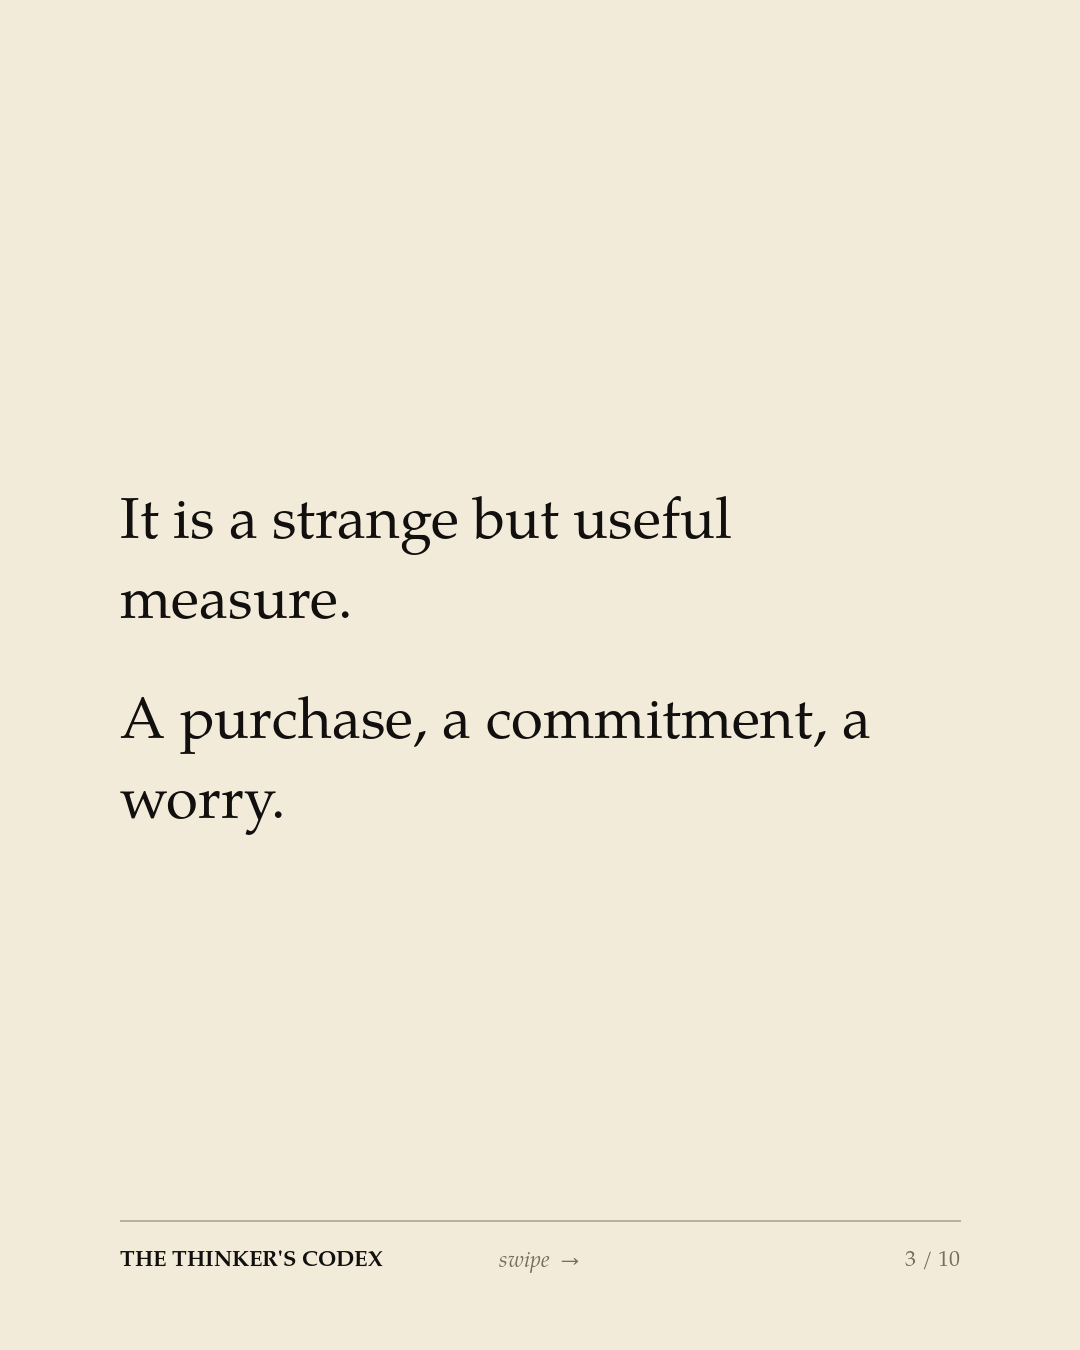 It is a strange but useful
measure.
A purchase, a commitment, a
worry.
THE THINKER'S CODEX
swipe →
3 / 10